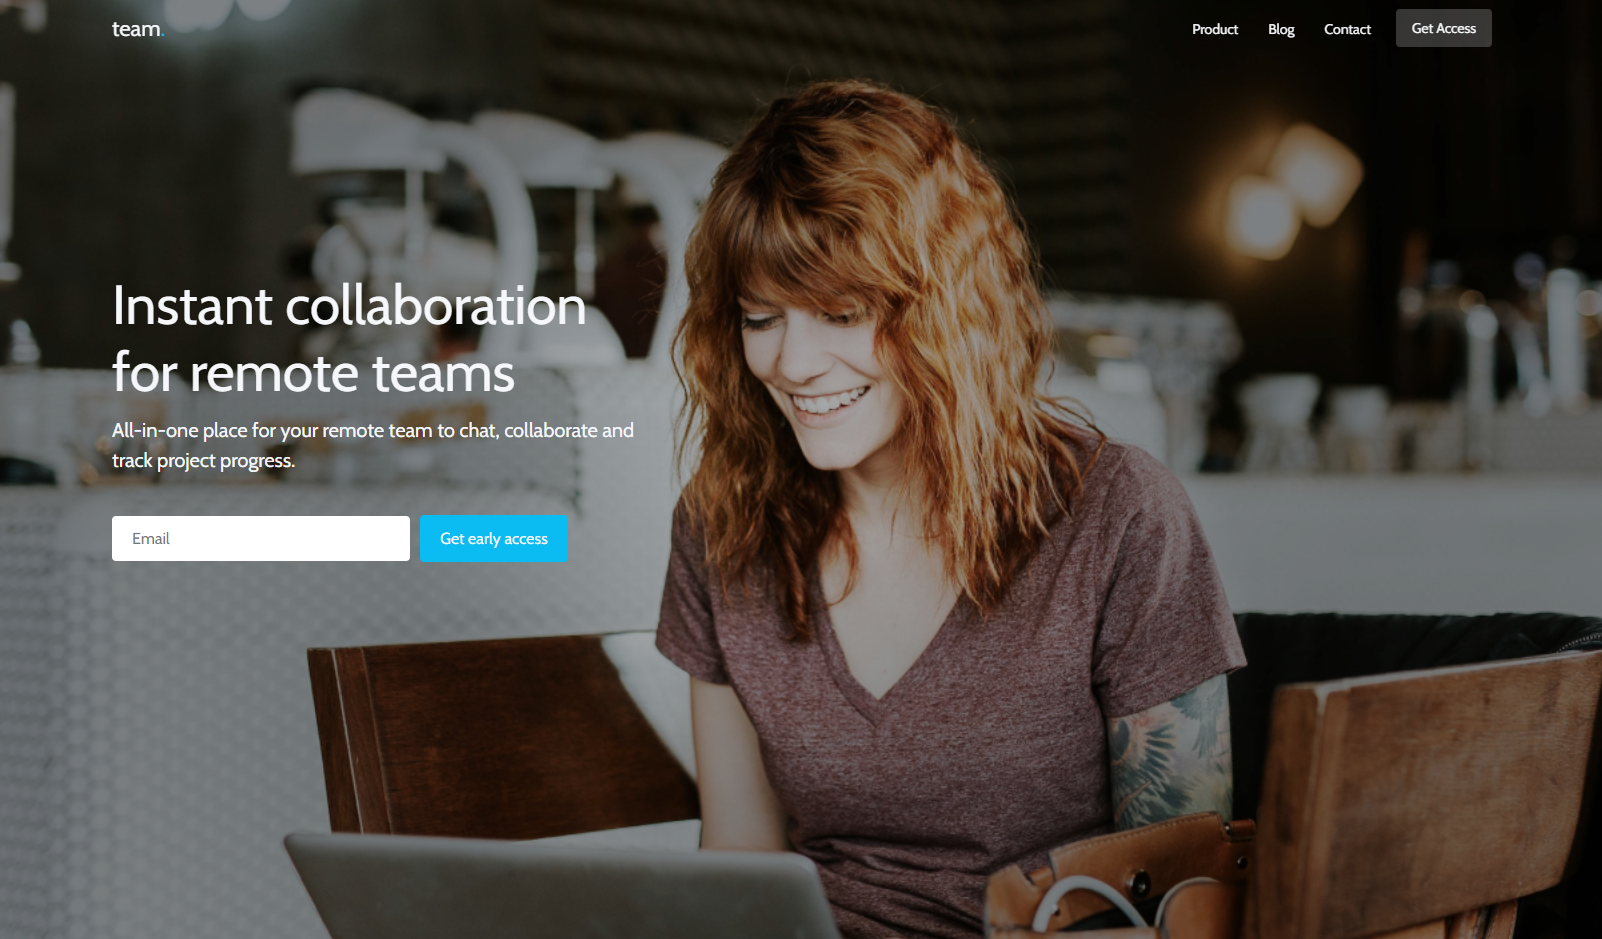 team.
Product Blog Contact Get Access
Instant collaboration
for remote teams
All-in-one place for your remote team to chat, collaborate and
track project progress.
Email Get early access